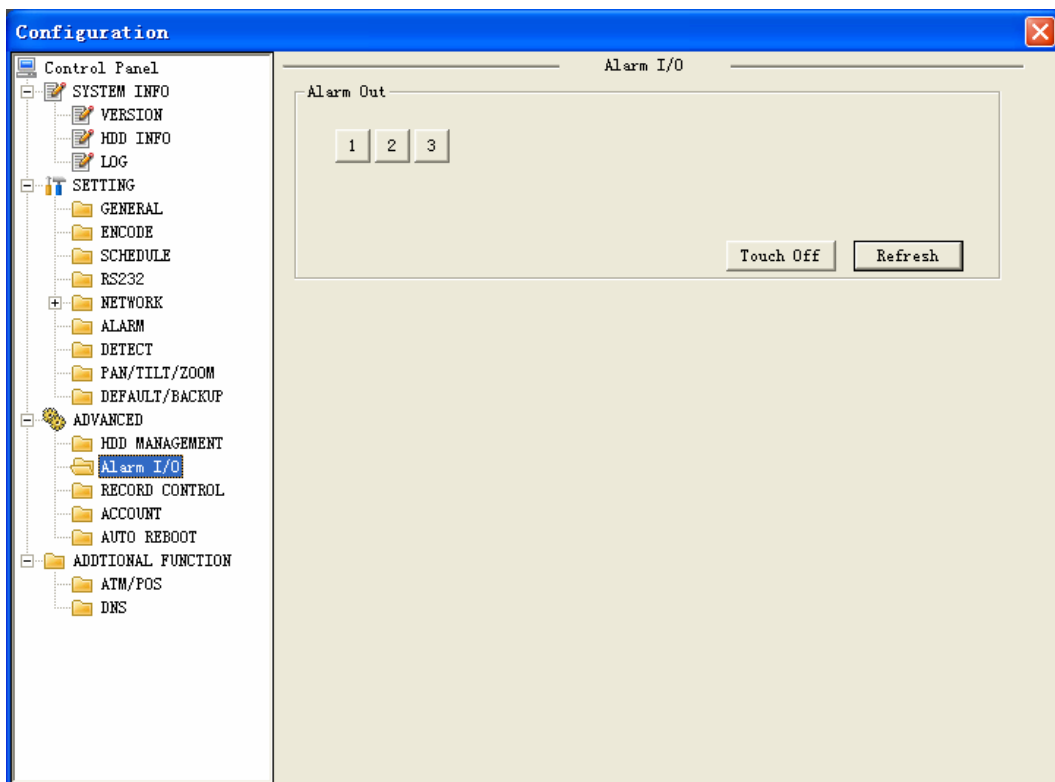 Configuration
Control Panel
SYSTEM INFO
VERSION
HDD INFO
LOG
SETTING
GENERAL
ENCODE
SCHEDULE
RS232
NETWORK
ALARM
DETECT
PAN/TILT/ZOOM
DEFAULT/BACKUP
ADVANCED
HDD MANAGEMENT
Alarm I/O
RECORD CONTROL
ACCOUNT
AUTO REBOOT
ADDTIONAL FUNCTION
ATM/POS
DNS
Alarm I/O
Alarm Out
1 2 3
Touch Off Refresh